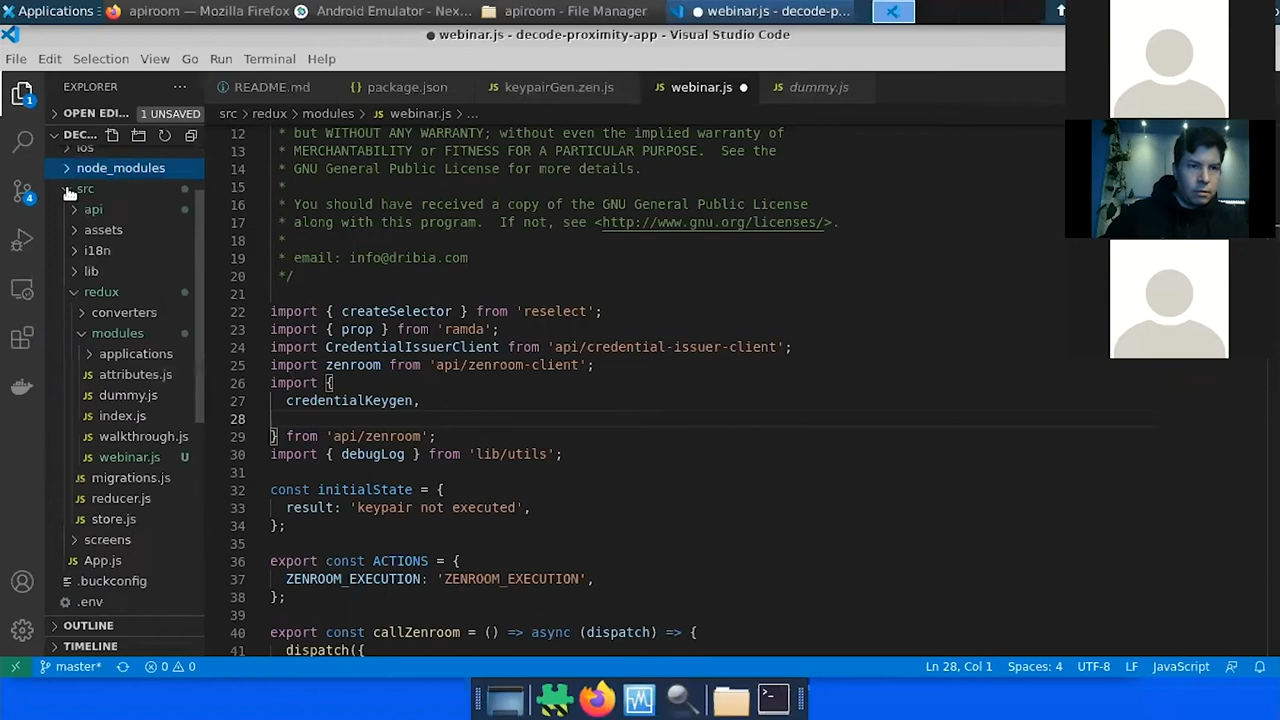 Applications
apiroom — Mozilla Firefox
Android Emulator - Nex...
apiroom - File Manager
webinar.js - decode-p...
webinar.js - decode-proximity-app - Visual Studio Code
File Edit Selection View Go Run Terminal Help
EXPLORER
README.md
package.json
keypairGen.zen.js
webinar.js
dummy.js
OPEN EDI...
1 UNSAVED
src > redux > modules > webinar.js > ...
DEC...
ios
node_modules
src
api
assets
i18n
lib
redux
converters
modules
applications
attributes.js
dummy.js
index.js
walkthrough.js
webinar.js U
migrations.js
reducer.js
store.js
screens
App.js
.buckconfig
.env
OUTLINE
TIMELINE
1
4
12 * but WITHOUT ANY WARRANTY; without even the implied warranty of
13 * MERCHANTABILITY or FITNESS FOR A PARTICULAR PURPOSE.  See the
14 * GNU General Public License for more details.
15 *
16 * You should have received a copy of the GNU General Public License
17 * along with this program.  If not, see <http://www.gnu.org/licenses/>.
18 *
19 * email: info@dribia.com
20 */
21
22 import { createSelector } from 'reselect';
23 import { prop } from 'ramda';
24 import CredentialIssuerClient from 'api/credential-issuer-client';
25 import zenroom from 'api/zenroom-client';
26 import {
27 credentialKeygen,
28
29 } from 'api/zenroom';
30 import { debugLog } from 'lib/utils';
31
32 const initialState = {
33 result: 'keypair not executed',
34 };
35
36 export const ACTIONS = {
37 ZENROOM_EXECUTION: 'ZENROOM_EXECUTION',
38 };
39
40 export const callZenroom = () => async (dispatch) => {
41 dispatch({
master* 0 0 Ln 28, Col 1 Spaces: 4 UTF-8 LF JavaScript